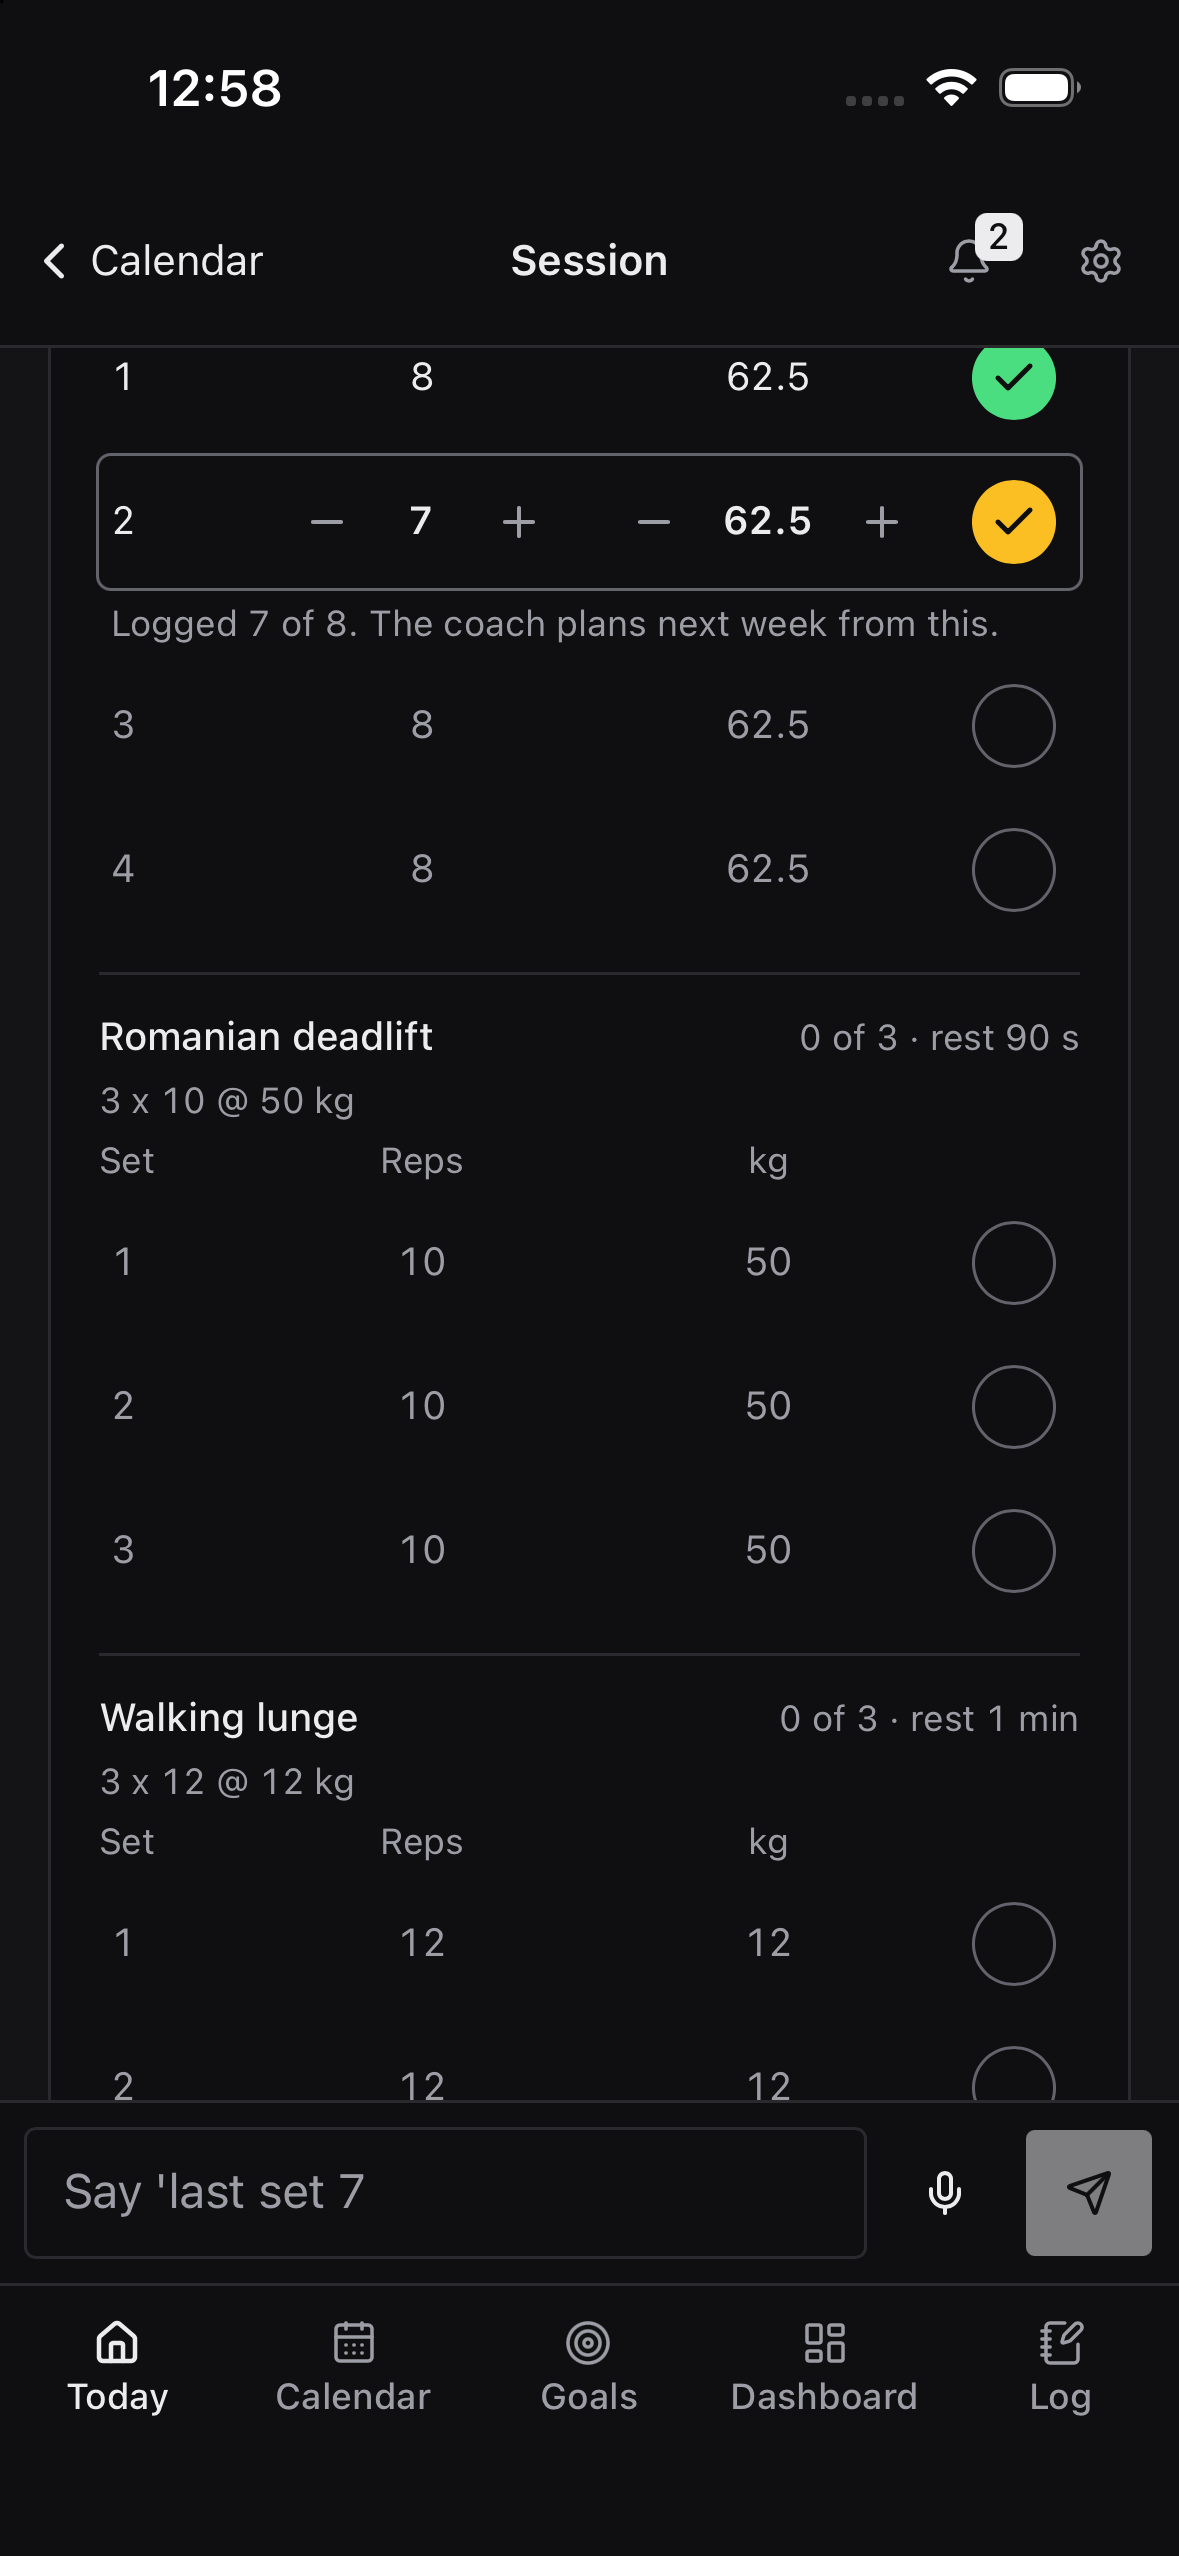 12:58
Calendar
Session
2
1 8 62.5
2 − 7 + − 62.5 +
Logged 7 of 8. The coach plans next week from this.
3 8 62.5
4 8 62.5
Romanian deadlift 0 of 3 · rest 90 s
3 x 10 @ 50 kg
Set Reps kg
1 10 50
2 10 50
3 10 50
Walking lunge 0 of 3 · rest 1 min
3 x 12 @ 12 kg
Set Reps kg
1 12 12
2 12 12
Say 'last set 7
Today Calendar Goals Dashboard Log